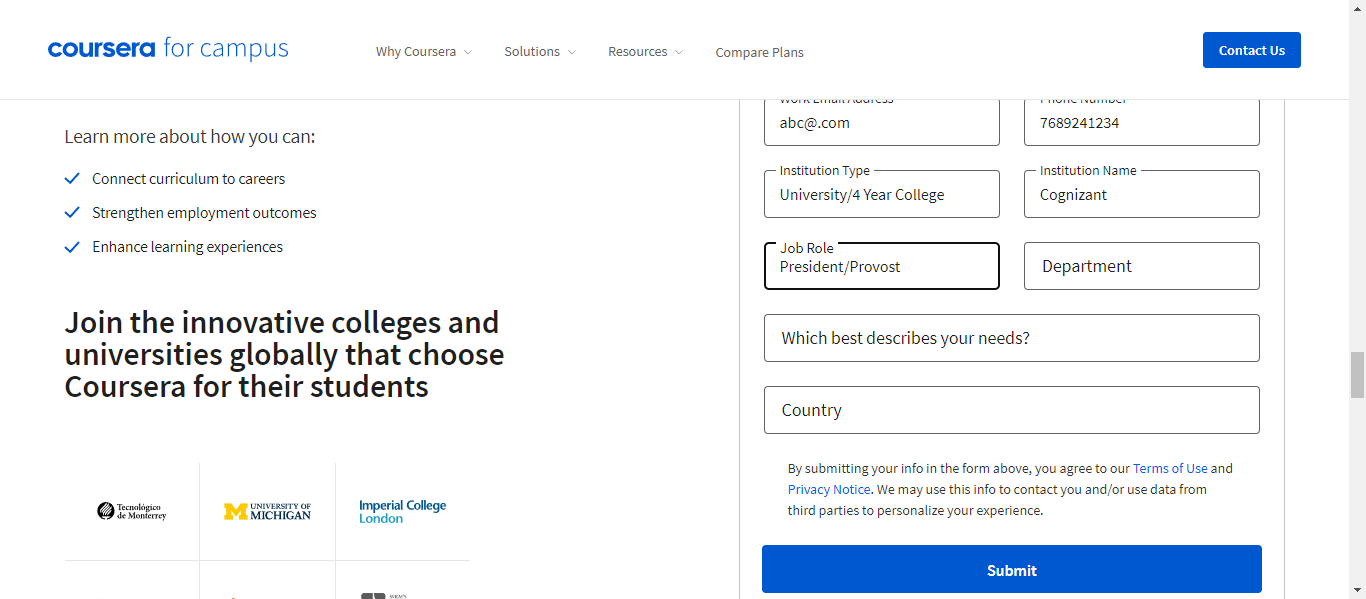 coursera for campus
Why Coursera
Solutions
Resources
Compare Plans
Contact Us
Learn more about how you can:
Connect curriculum to careers
Strengthen employment outcomes
Enhance learning experiences
Join the innovative colleges and
universities globally that choose
Coursera for their students
Tecnológico
de Monterrey
M UNIVERSITY OF
MICHIGAN
Imperial College
London
Work Email Address
abc@.com
Phone Number
7689241234
Institution Type
University/4 Year College
Institution Name
Cognizant
Job Role
President/Provost
Department
Which best describes your needs?
Country
By submitting your info in the form above, you agree to our Terms of Use and
Privacy Notice. We may use this info to contact you and/or use data from
third parties to personalize your experience.
Submit